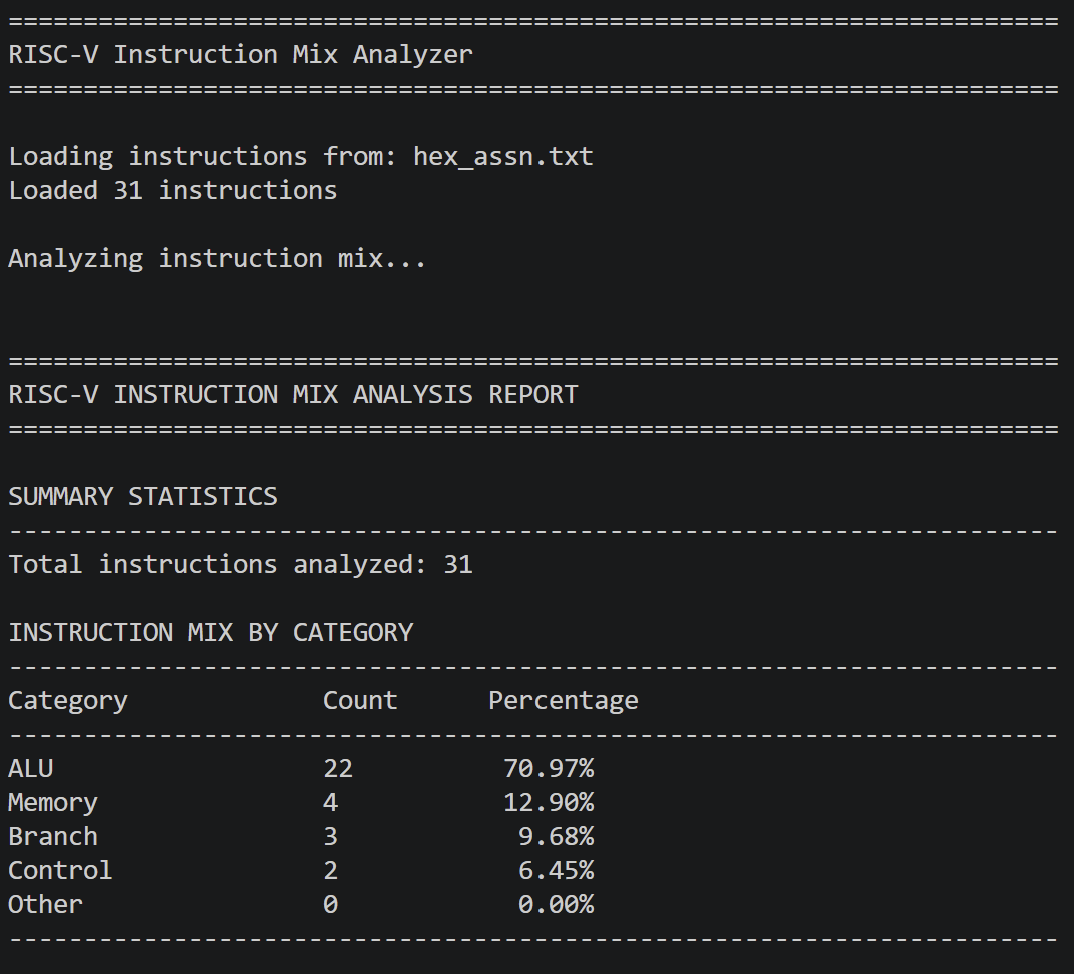 ======================================================================
RISC-V Instruction Mix Analyzer
======================================================================
Loading instructions from: hex_assn.txt
Loaded 31 instructions
Analyzing instruction mix...
======================================================================
RISC-V INSTRUCTION MIX ANALYSIS REPORT
======================================================================
SUMMARY STATISTICS
----------------------------------------------------------------------
Total instructions analyzed: 31
INSTRUCTION MIX BY CATEGORY
----------------------------------------------------------------------
Category             Count      Percentage
----------------------------------------------------------------------
ALU                  22          70.97%
Memory               4           12.90%
Branch               3            9.68%
Control              2            6.45%
Other                0            0.00%
----------------------------------------------------------------------